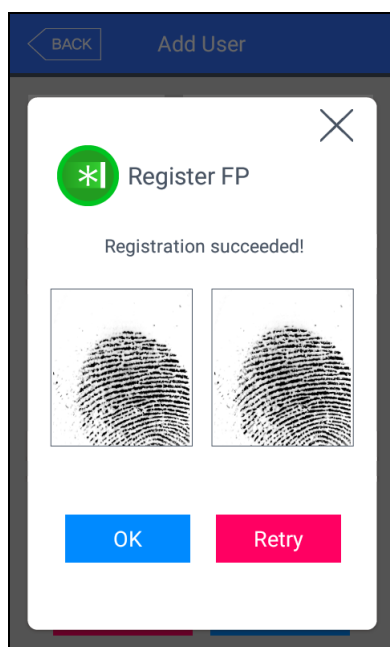 BACK
Add User
Register FP
Registration succeeded!
OK
Retry